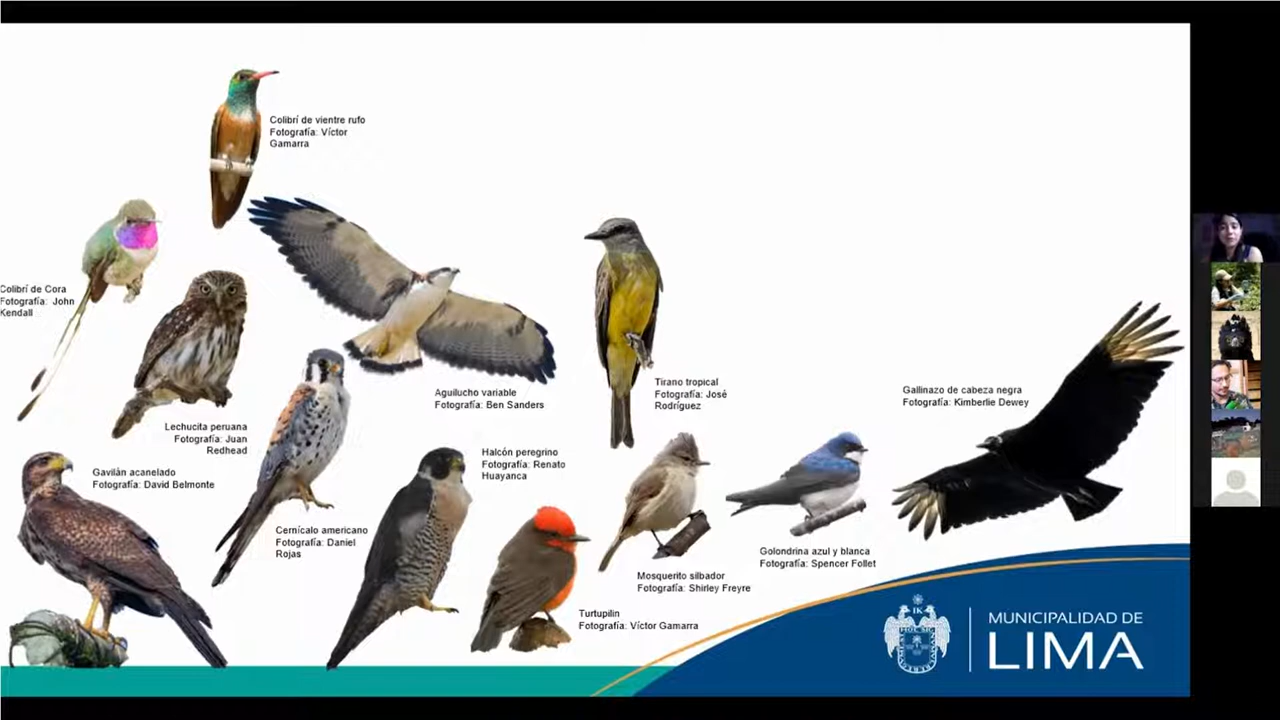 Colibrí de vientre rufo
Fotografía: Víctor
Gamarra
Colibrí de Cora
Fotografía: John
Kendall
Lechucita peruana
Fotografía: Juan
Redhead
Aguilucho variable
Fotografía: Ben Sanders
Tirano tropical
Fotografía: José
Rodríguez
Gallinazo de cabeza negra
Fotografía: Kimberlie Dewey
Gavilán acanelado
Fotografía: David Belmonte
Halcón peregrino
Fotografía: Renato
Huayanca
Cernícalo americano
Fotografía: Daniel
Rojas
Golondrina azul y blanca
Fotografía: Spencer Follet
Mosquerito silbador
Fotografía: Shirley Freyre
Turtupilin
Fotografía: Víctor Gamarra
IK
MUNICIPALIDAD DE
LIMA